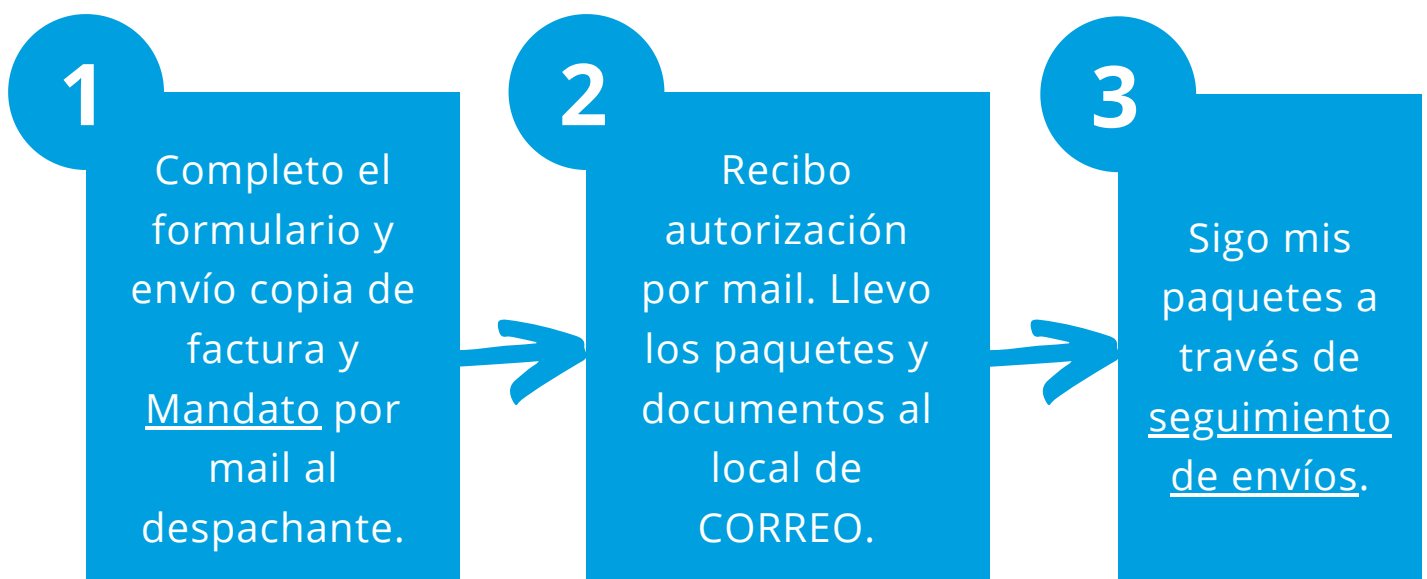 1
Completo el
formulario y
envío copia de
factura y
Mandato por
mail al
despachante.
2
Recibo
autorización
por mail. Llevo
los paquetes y
documentos al
local de
CORREO.
3
Sigo mis
paquetes a
través de
seguimiento
de envíos.